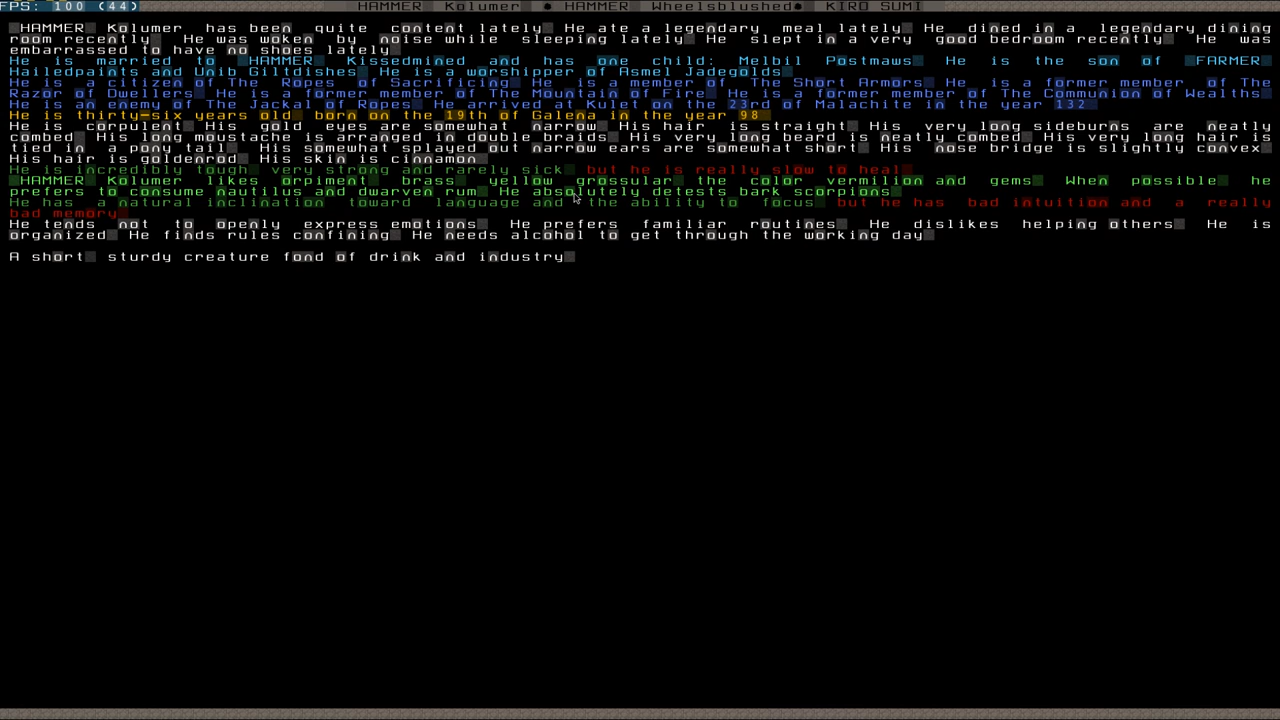 FPS: 100 (44) HAMMER Kolumer HAMMER Wheelsblushed KIRO SUMI
HAMMER Kolumer has been quite content lately He ate a legendary meal lately He dined in a legendary dining
room recently He was woken by noise while sleeping lately He slept in a very good bedroom recently He was
embarrassed to have no shoes lately
He is married to HAMMER Kissedmined and has one child: Melbil Postmaws He is the son of FARMER
Hailedpaints and Unib Giltdishes He is a worshipper of Asmel Jadegolds
He is a citizen of The Ropes of Sacrificing He is a member of The Short Armors He is a former member of The
Razor of Dwellers He is a former member of The Mountain of Fire He is a former member of The Communion of Wealths
He is an enemy of The Jackal of Ropes He arrived at Kulet on the 23rd of Malachite in the year 132
He is thirty-six years old born on the 19th of Galena in the year 98
He is corpulent His gold eyes are somewhat narrow His hair is straight His very long sideburns are neatly
combed His long moustache is arranged in double braids His very long beard is neatly combed His very long hair is
tied in a pony tail His somewhat splayed out narrow ears are somewhat short His nose bridge is slightly convex
His hair is goldenrod His skin is cinnamon
He is incredibly tough very strong and rarely sick but he is really slow to heal
HAMMER Kolumer likes orpiment brass yellow grossular the color vermilion and gems When possible he
prefers to consume nautilus and dwarven rum He absolutely detests bark scorpions
He has a natural inclination toward language and the ability to focus but he has bad intuition and a really
bad memory
He tends not to openly express emotions He prefers familiar routines He dislikes helping others He is
organized He finds rules confining He needs alcohol to get through the working day
A short sturdy creature fond of drink and industry